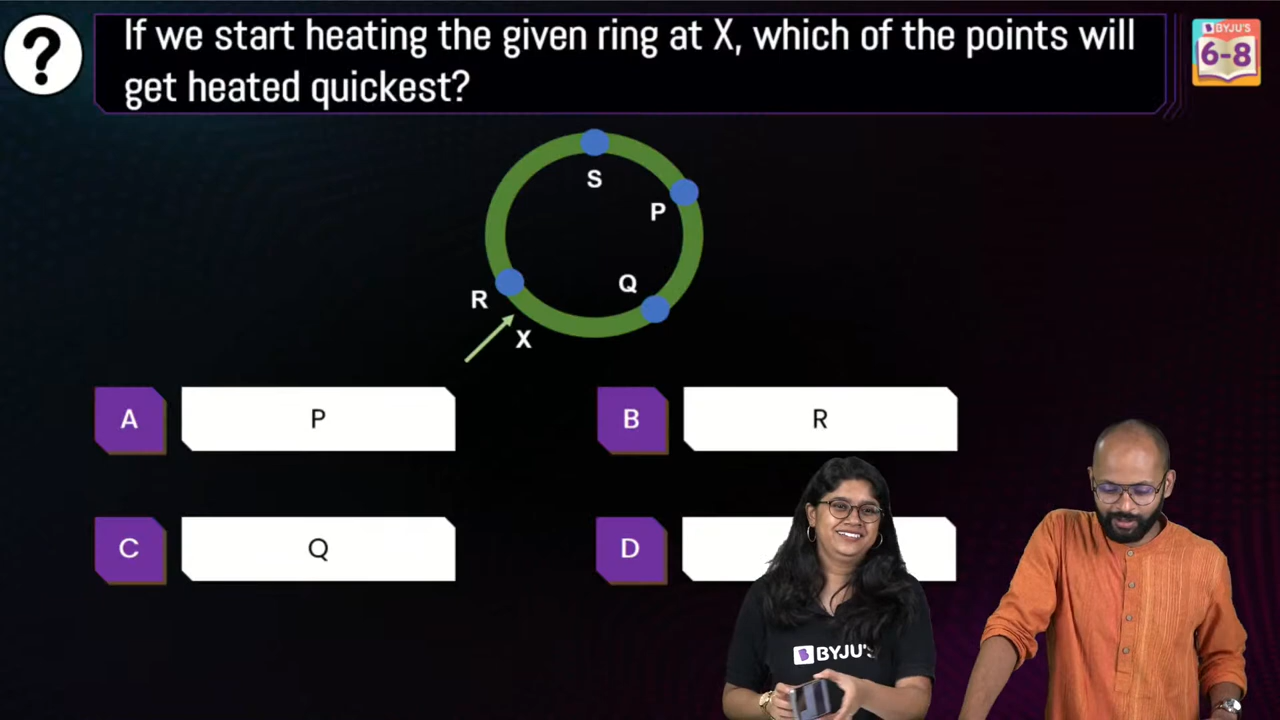 ?
If we start heating the given ring at X, which of the points will
get heated quickest?
BYJU'S
6-8
S
P
Q
R
X
A
P
B
R
C
Q
D
BYJU'S